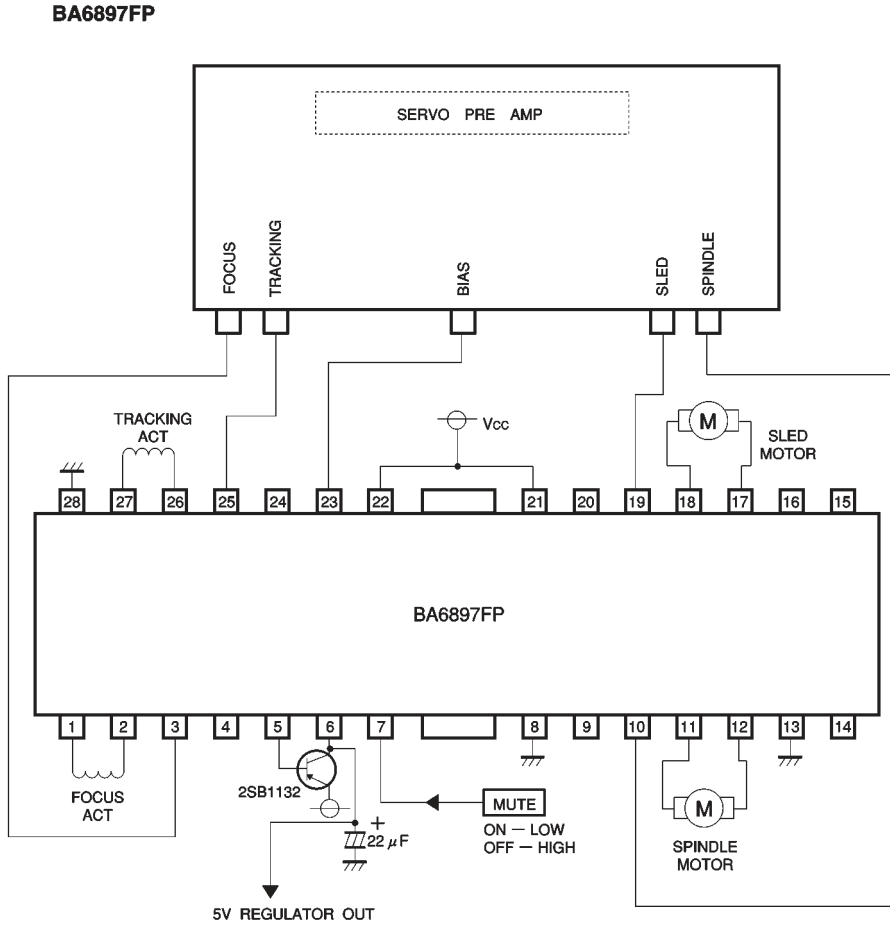 BA6897FP
SERVO PRE AMP
FOCUS
TRACKING
BIAS
SLED
SPINDLE
TRACKING
ACT
Vcc
M
SLED
MOTOR
28 27 26 25 24 23 22 21 20 19 18 17 16 15
BA6897FP
1 2 3 4 5 6 7 8 9 10 11 12 13 14
FOCUS
ACT
2SB1132
+
22 μF
MUTE
ON — LOW
OFF — HIGH
M
SPINDLE
MOTOR
5V REGULATOR OUT